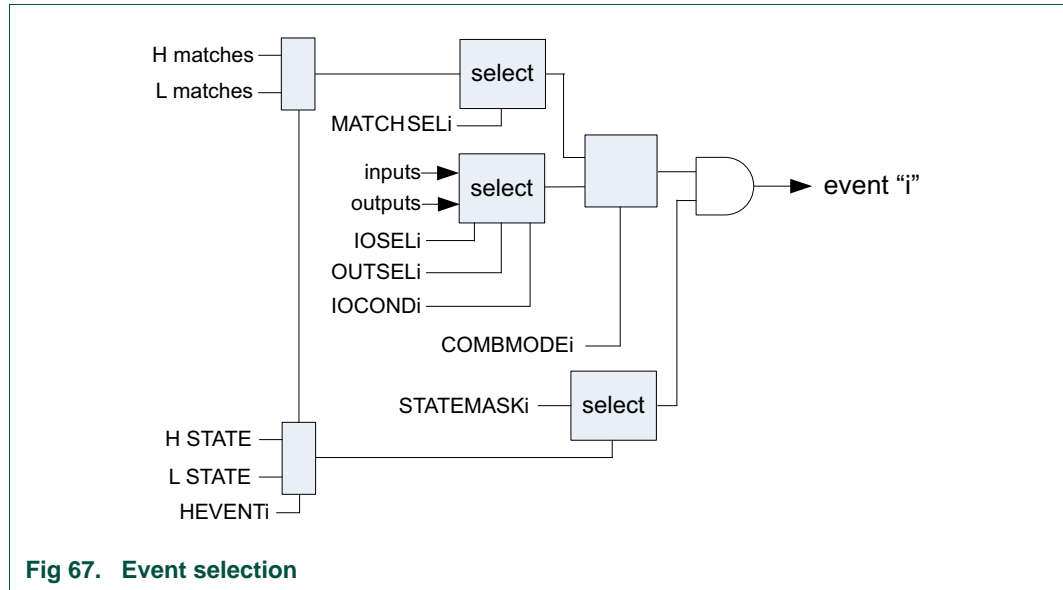 H matches
L matches
select
MATCHSELi
inputs
outputs
select
IOSELi
OUTSELi
IOCONDi
event “i”
COMBMODEi
STATEMASKi
select
H STATE
L STATE
HEVENTi
Fig 67. Event selection